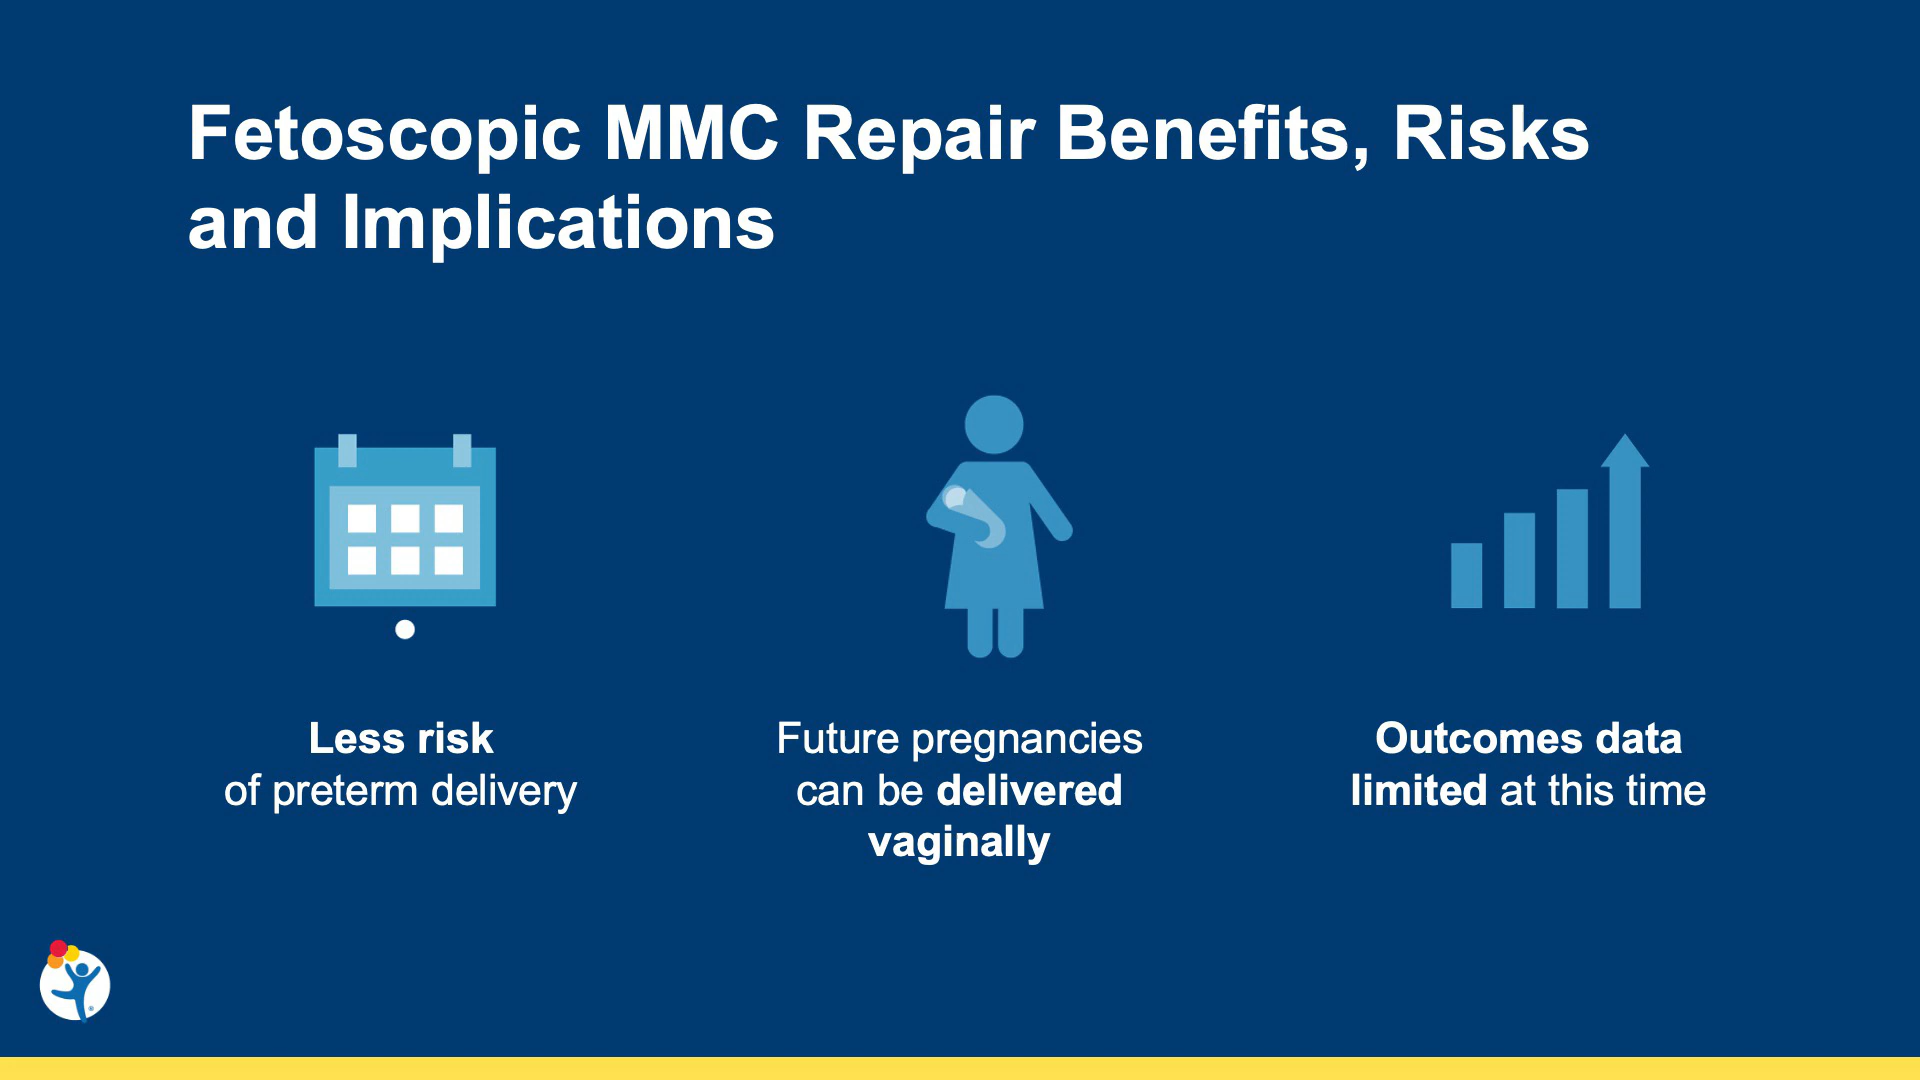 Fetoscopic MMC Repair Benefits, Risks
and Implications
Less risk
of preterm delivery
Future pregnancies
can be delivered
vaginally
Outcomes data
limited at this time